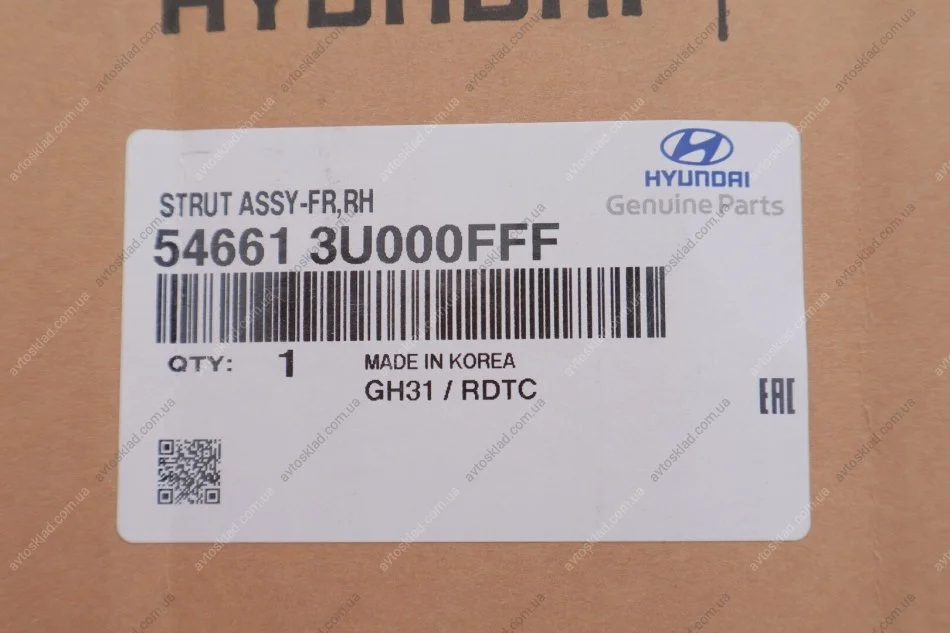 HYUNDAI
HYUNDAI
Genuine Parts
STRUT ASSY-FR,RH
54661 3U000FFF
QTY: 1
MADE IN KOREA
GH31 / RDTC
EAC
avtosklad.com.ua